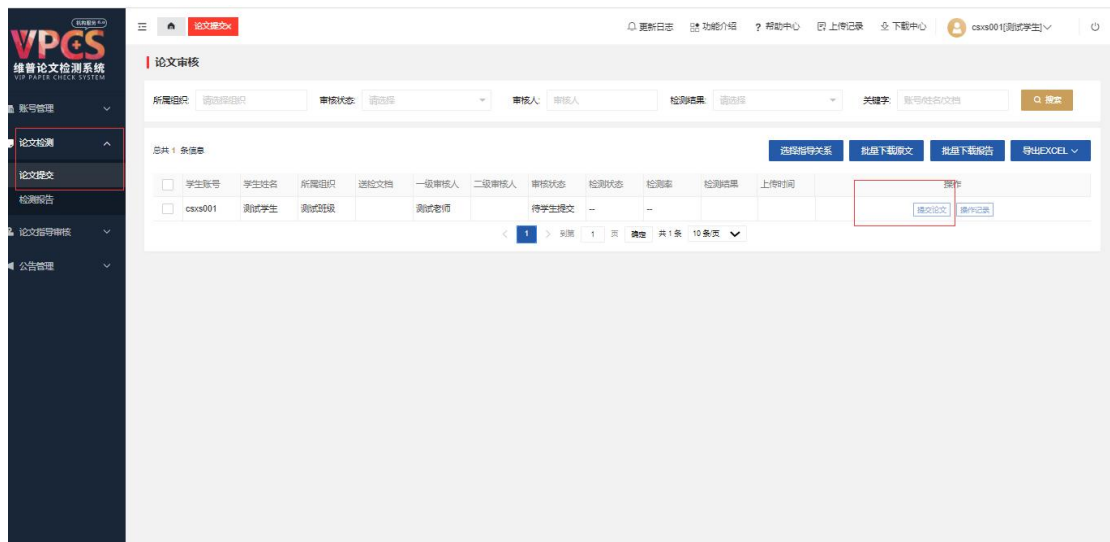 机构服务
VPCS
维普论文检测系统
VIP PAPER CHECK SYSTEM
账号管理
论文检测
论文提交
检测报告
论文指导审核
公告管理
论文提交×
更新日志 功能介绍 ? 帮助中心 上传记录 下载中心 csxs001[测试学生]
论文审核
所属组织: 请选择组织 审核状态: 请选择 审核人: 审核人 检测结果: 请选择 关键字: 账号/姓名/文档 搜索
总共 1 条信息 选择指导关系 批量下载原文 批量下载报告 导出EXCEL
学生账号 学生姓名 所属组织 送检文档 一级审核人 二级审核人 审核状态 检测状态 检测率 检测结果 上传时间 操作
csxs001 测试学生 测试班级 测试老师 待学生提交 -- -- 提交论文 操作记录
< 1 > 到第 1 页 确定 共 1 条 10 条/页